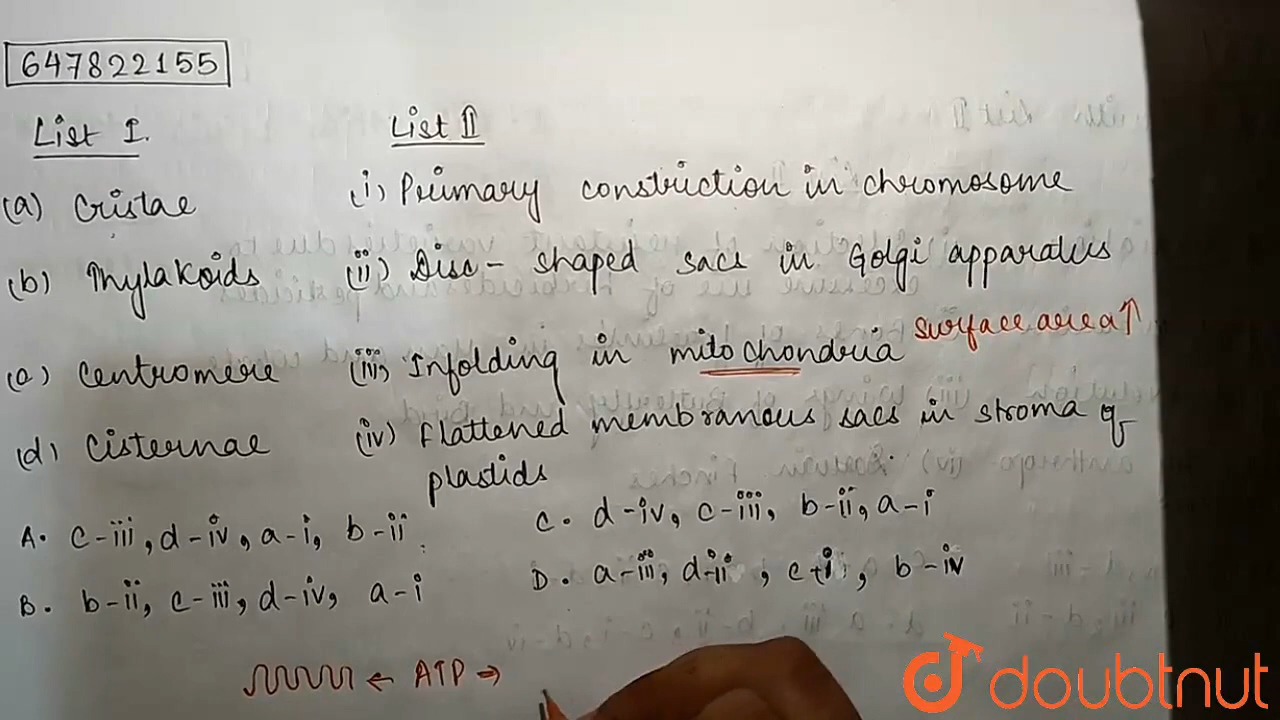 647822155
List I. List II
(a) Cristae (i) Primary constriction in chromosome
(b) Thylakoids (ii) Disc- shaped sacs in Golgi apparatus
(c) Centromere (iii) Infolding in mitochondria surface area↑
(d) Cisternae (iv) flattened membranous sacs in stroma of
plastids
A. c-iii, d-iv, a-i, b-ii C. d-iv, c-iii, b-ii, a-i
B. b-ii, c-iii, d-iv, a-i D. a-iii, d-ii, c-i, b-iv
← ATP →
doubtnut